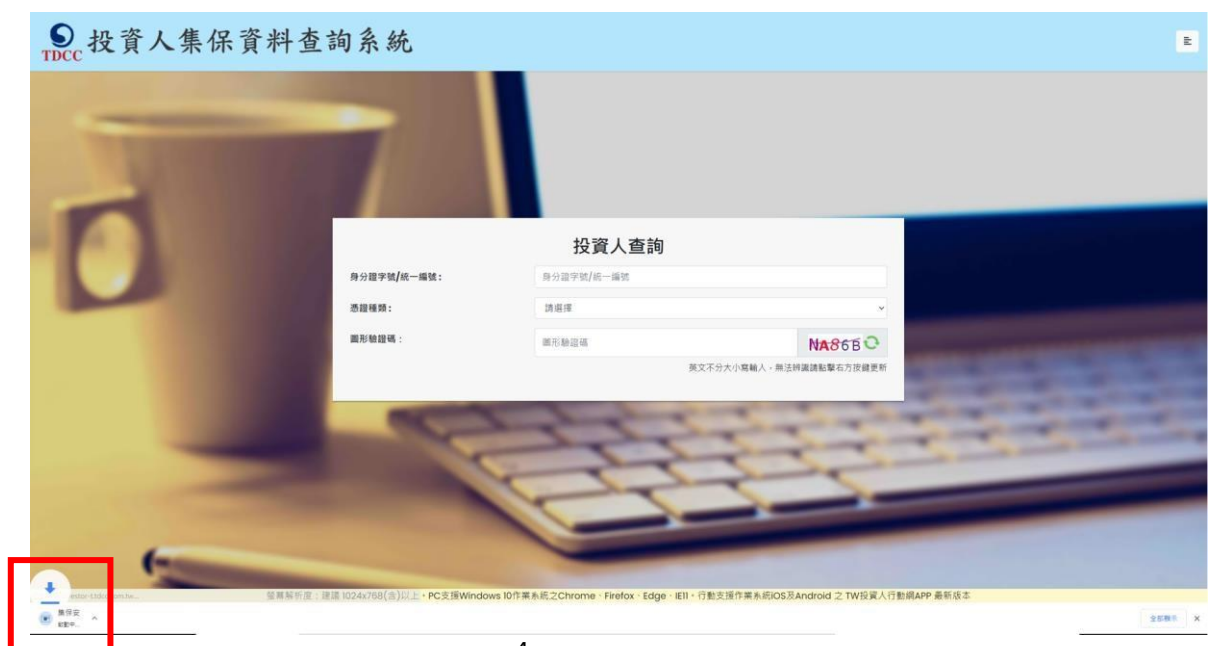 TDCC 投資人集保資料查詢系統
投資人查詢
身分證字號/統一編號：
身分證字號/統一編號
憑證種類：
請選擇
圖形驗證碼：
圖形驗證碼
NA86B
英文不分大小寫輸入，無法辨識請點擊右方按鍵更新
螢幕解析度：建議 1024x768(含)以上，PC支援Windows 10作業系統之Chrome、Firefox、Edge、IE11，行動支援作業系統iOS及Android 之 TW投資人行動網APP 最新版本
集保安
啟動中...
全部顯示